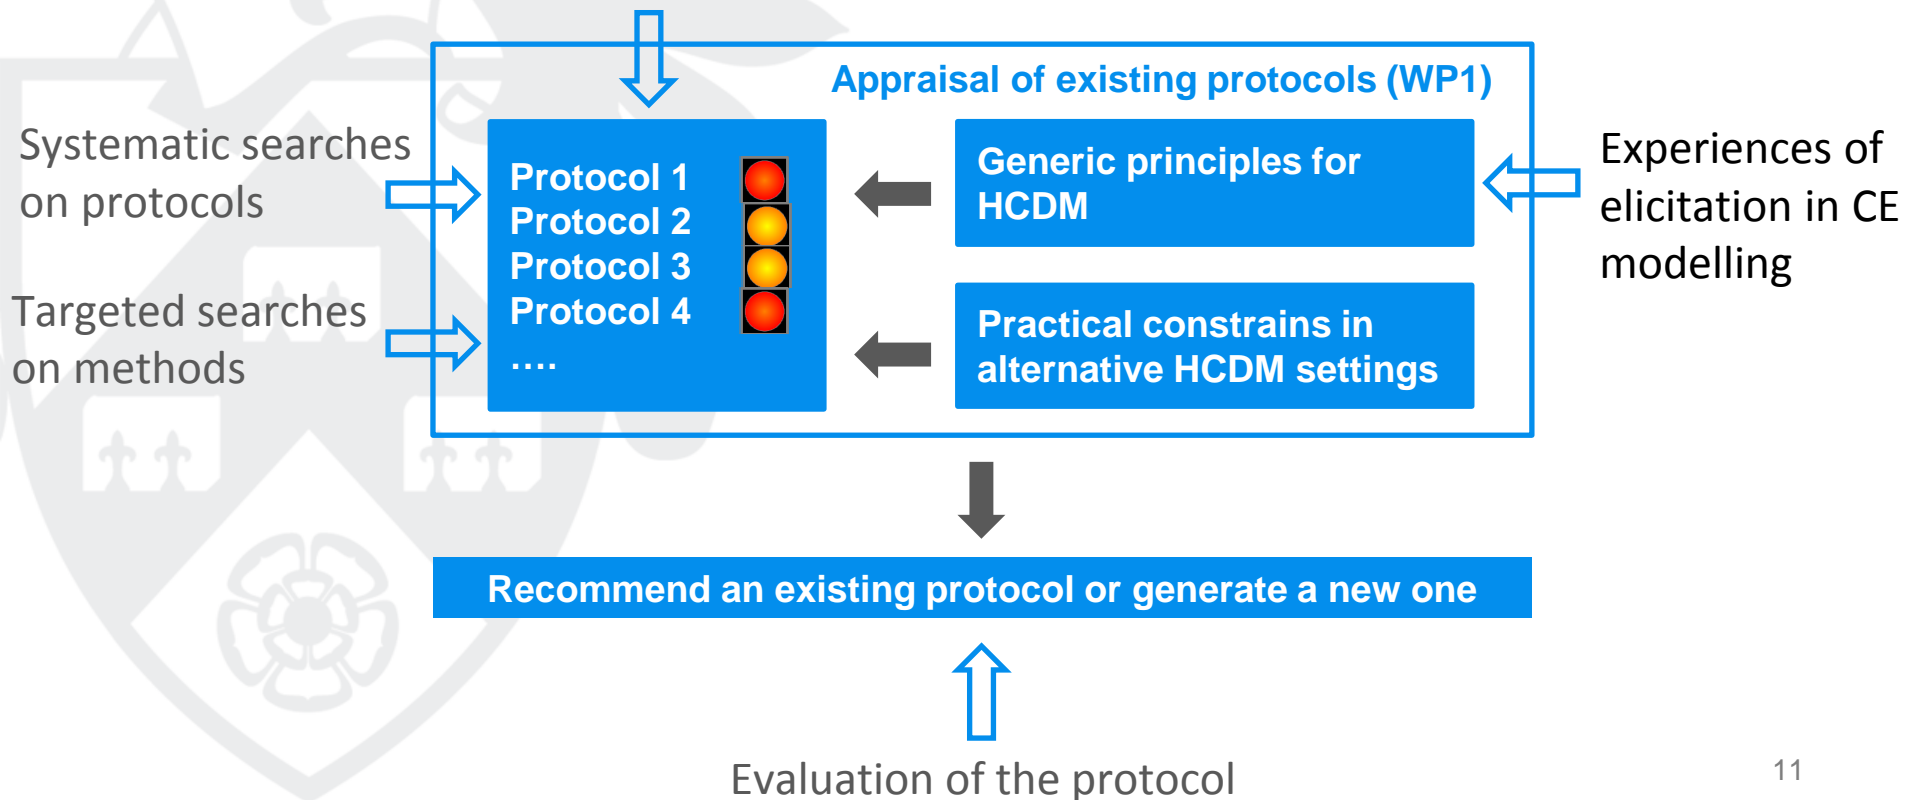 Appraisal of existing protocols (WP1)
Systematic searches
on protocols
Targeted searches
on methods
Protocol 1
Protocol 2
Protocol 3
Protocol 4
....
Generic principles for
HCDM
Practical constrains in
alternative HCDM settings
Experiences of
elicitation in CE
modelling
Recommend an existing protocol or generate a new one
Evaluation of the protocol
11